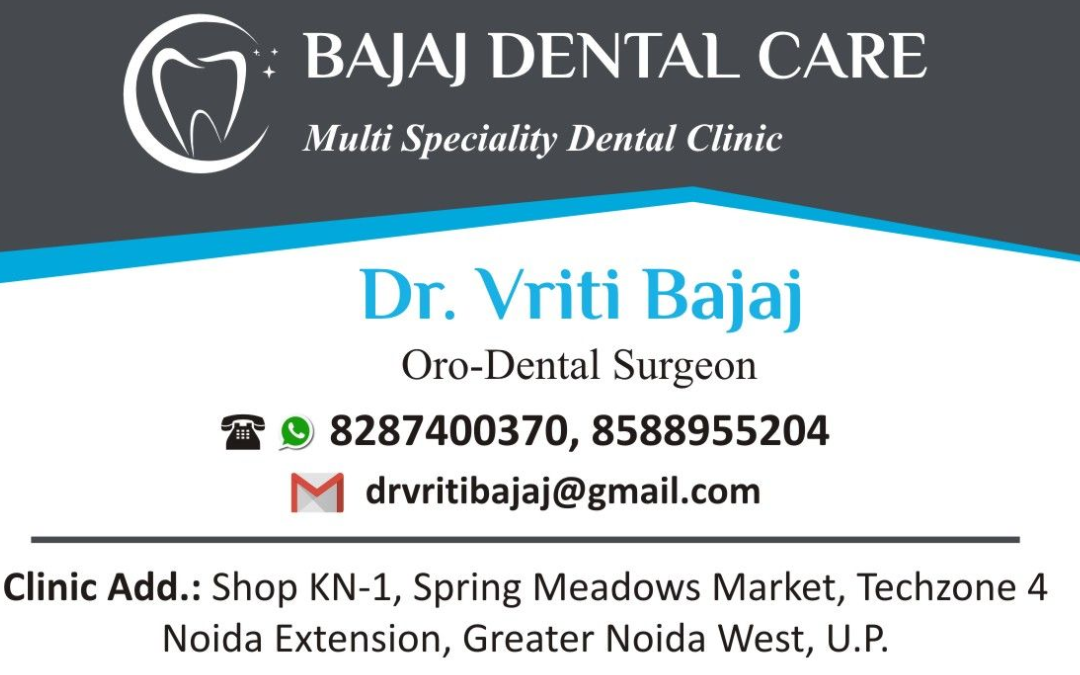 BAJAJ DENTAL CARE
Multi Speciality Dental Clinic
Dr. Vriti Bajaj
Oro-Dental Surgeon
8287400370, 8588955204
drvritibajaj@gmail.com
Clinic Add.: Shop KN-1, Spring Meadows Market, Techzone 4
Noida Extension, Greater Noida West, U.P.